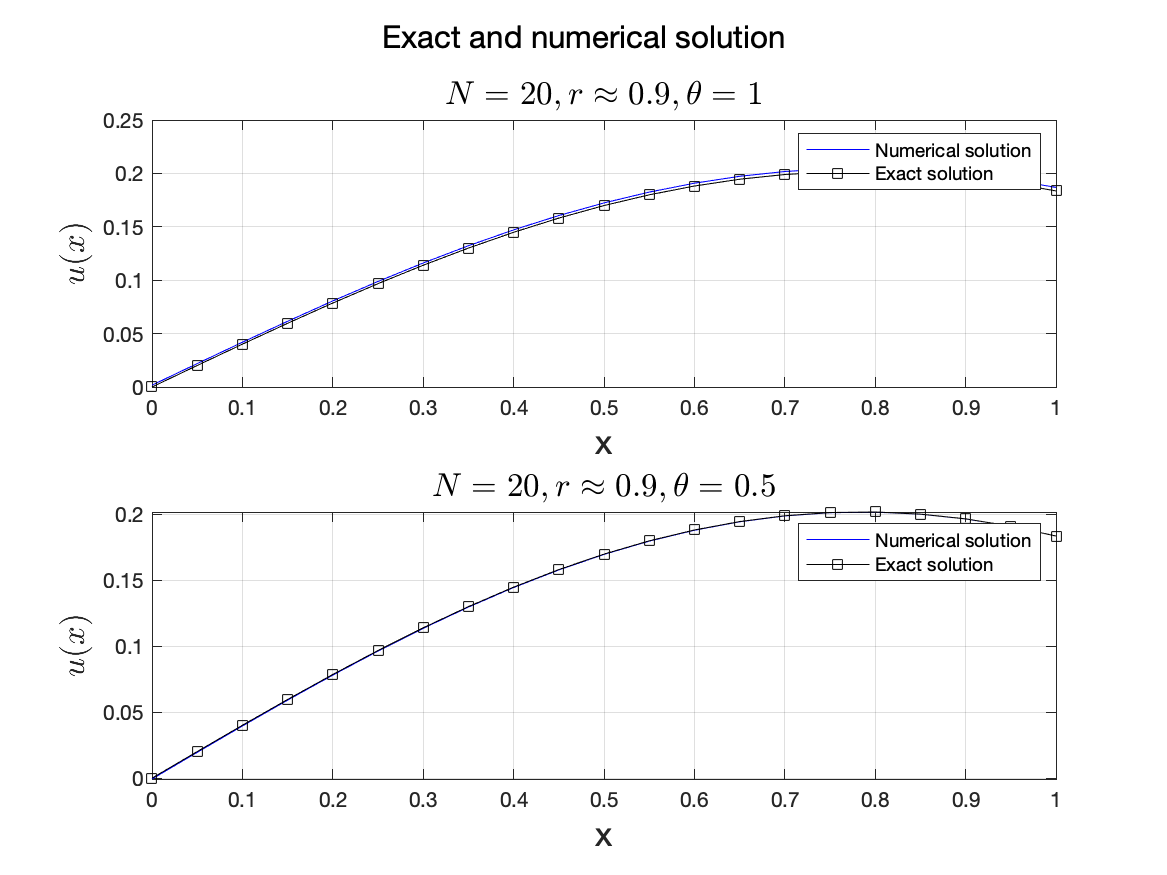 Exact and numerical solution
N = 20, r ≈ 0.9, θ = 1
0.25
0.2
0.15
0.1
0.05
0
u(x)
Numerical solution
Exact solution
0 0.1 0.2 0.3 0.4 0.5 0.6 0.7 0.8 0.9 1
x
N = 20, r ≈ 0.9, θ = 0.5
0.2
0.15
0.1
0.05
0
u(x)
Numerical solution
Exact solution
0 0.1 0.2 0.3 0.4 0.5 0.6 0.7 0.8 0.9 1
x